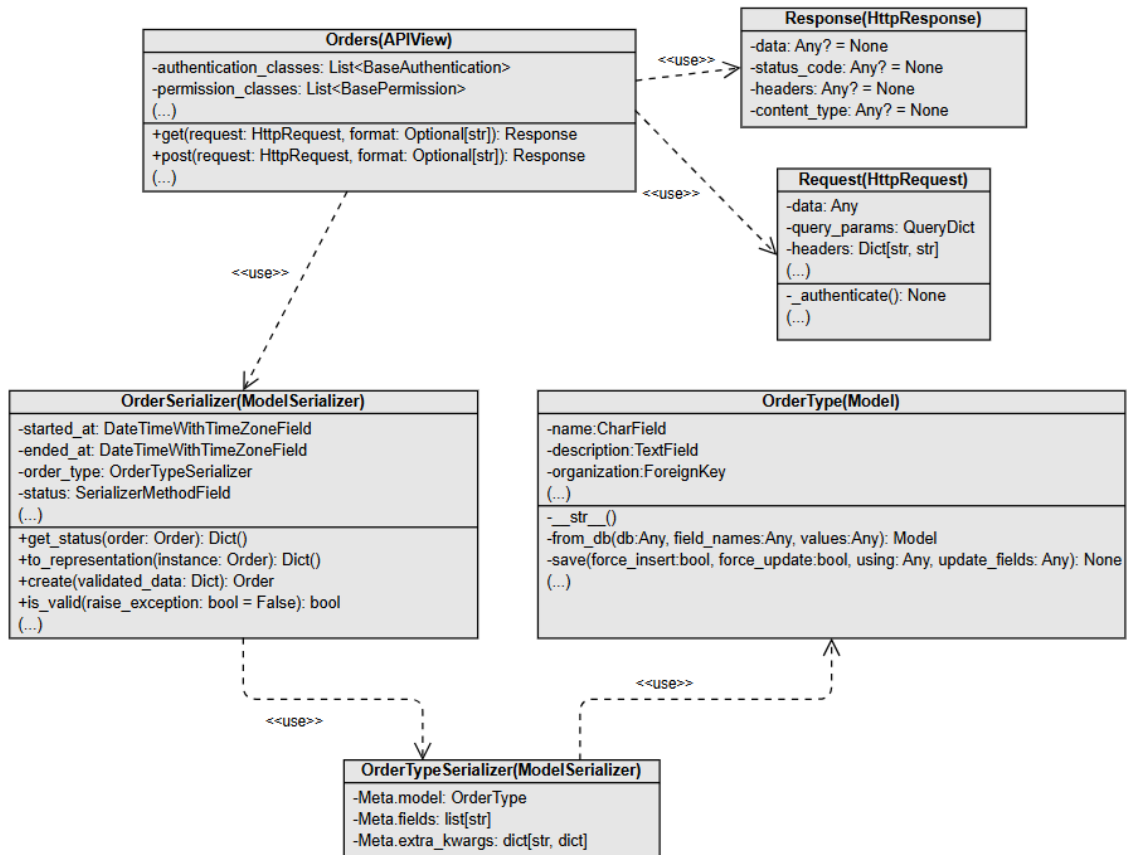 Orders(APIView)
-authentication_classes: List<BaseAuthentication>
-permission_classes: List<BasePermission>
(...)
+get(request: HttpRequest, format: Optional[str]): Response
+post(request: HttpRequest, format: Optional[str]): Response
(...)
<<use>>
Response(HttpResponse)
-data: Any? = None
-status_code: Any? = None
-headers: Any? = None
-content_type: Any? = None
<<use>>
Request(HttpRequest)
-data: Any
-query_params: QueryDict
-headers: Dict[str, str]
(...)
-_authenticate(): None
(...)
<<use>>
OrderSerializer(ModelSerializer)
-started_at: DateTimeWithTimeZoneField
-ended_at: DateTimeWithTimeZoneField
-order_type: OrderTypeSerializer
-status: SerializerMethodField
(...)
+get_status(order: Order): Dict()
+to_representation(instance: Order): Dict()
+create(validated_data: Dict): Order
+is_valid(raise_exception: bool = False): bool
(...)
OrderType(Model)
-name:CharField
-description:TextField
-organization:ForeignKey
(...)
-__str__()
-from_db(db:Any, field_names:Any, values:Any): Model
-save(force_insert:bool, force_update:bool, using: Any, update_fields: Any): None
(...)
<<use>>
<<use>>
OrderTypeSerializer(ModelSerializer)
-Meta.model: OrderType
-Meta.fields: list[str]
-Meta.extra_kwargs: dict[str, dict]